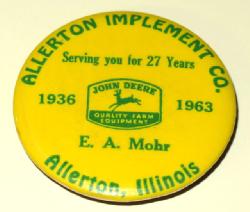 ALLERTON IMPLEMENT CO.
Serving you for 27 Years
1936 1963
JOHN DEERE
QUALITY FARM
EQUIPMENT
E. A. Mohr
Allerton, Illinois